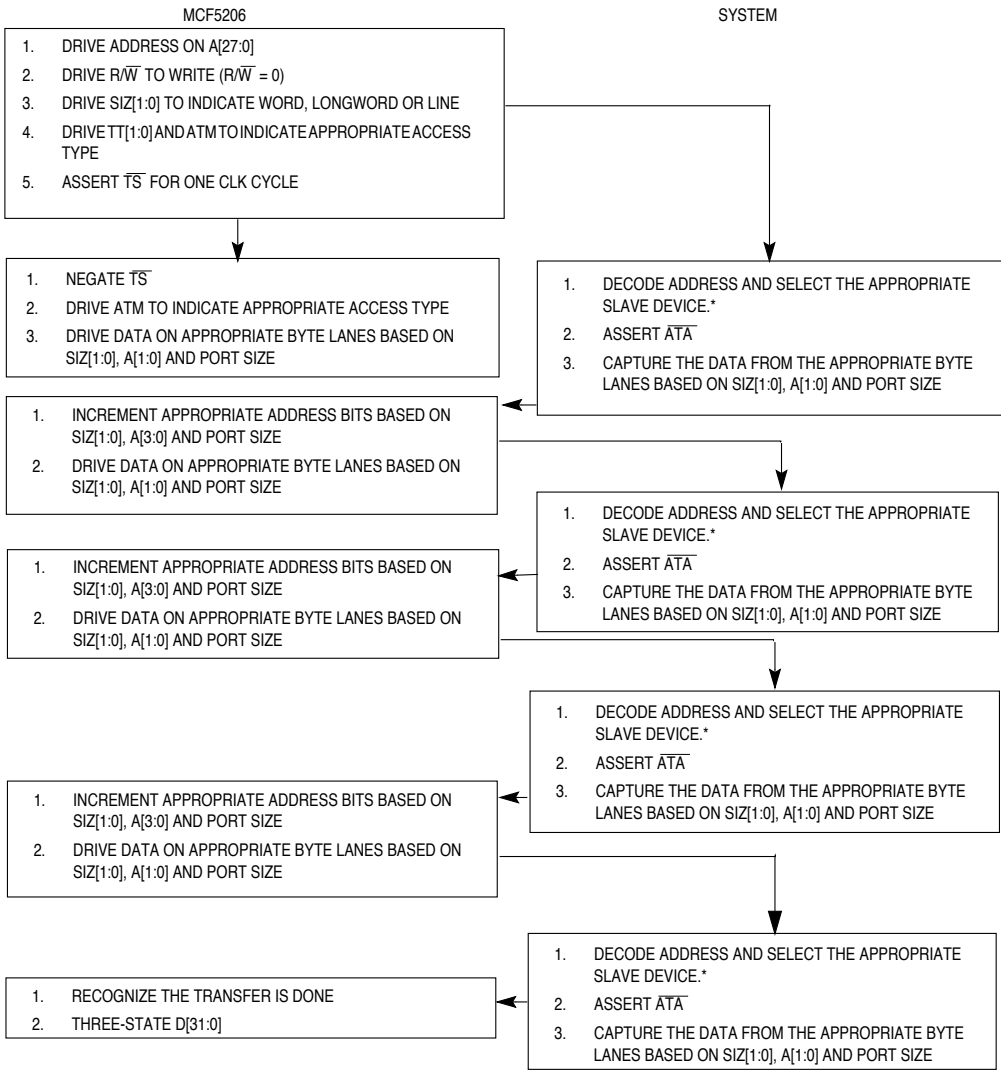 MCF5206
SYSTEM
1. DRIVE ADDRESS ON A[27:0]
2. DRIVE R/W̅ TO WRITE (R/W̅ = 0)
3. DRIVE SIZ[1:0] TO INDICATE WORD, LONGWORD OR LINE
4. DRIVE TT[1:0] AND ATM TO INDICATE APPROPRIATE ACCESS
TYPE
5. ASSERT T̅S̅ FOR ONE CLK CYCLE
1. NEGATE T̅S̅
2. DRIVE ATM TO INDICATE APPROPRIATE ACCESS TYPE
3. DRIVE DATA ON APPROPRIATE BYTE LANES BASED ON
SIZ[1:0], A[1:0] AND PORT SIZE
1. DECODE ADDRESS AND SELECT THE APPROPRIATE
SLAVE DEVICE.*
2. ASSERT A̅T̅A̅
3. CAPTURE THE DATA FROM THE APPROPRIATE BYTE
LANES BASED ON SIZ[1:0], A[1:0] AND PORT SIZE
1. INCREMENT APPROPRIATE ADDRESS BITS BASED ON
SIZ[1:0], A[3:0] AND PORT SIZE
2. DRIVE DATA ON APPROPRIATE BYTE LANES BASED ON
SIZ[1:0], A[1:0] AND PORT SIZE
1. DECODE ADDRESS AND SELECT THE APPROPRIATE
SLAVE DEVICE.*
2. ASSERT A̅T̅A̅
3. CAPTURE THE DATA FROM THE APPROPRIATE BYTE
LANES BASED ON SIZ[1:0], A[1:0] AND PORT SIZE
1. INCREMENT APPROPRIATE ADDRESS BITS BASED ON
SIZ[1:0], A[3:0] AND PORT SIZE
2. DRIVE DATA ON APPROPRIATE BYTE LANES BASED ON
SIZ[1:0], A[1:0] AND PORT SIZE
1. DECODE ADDRESS AND SELECT THE APPROPRIATE
SLAVE DEVICE.*
2. ASSERT A̅T̅A̅
3. CAPTURE THE DATA FROM THE APPROPRIATE BYTE
LANES BASED ON SIZ[1:0], A[1:0] AND PORT SIZE
1. INCREMENT APPROPRIATE ADDRESS BITS BASED ON
SIZ[1:0], A[3:0] AND PORT SIZE
2. DRIVE DATA ON APPROPRIATE BYTE LANES BASED ON
SIZ[1:0], A[1:0] AND PORT SIZE
1. DECODE ADDRESS AND SELECT THE APPROPRIATE
SLAVE DEVICE.*
2. ASSERT A̅T̅A̅
3. CAPTURE THE DATA FROM THE APPROPRIATE BYTE
LANES BASED ON SIZ[1:0], A[1:0] AND PORT SIZE
1. RECOGNIZE THE TRANSFER IS DONE
2. THREE-STATE D[31:0]